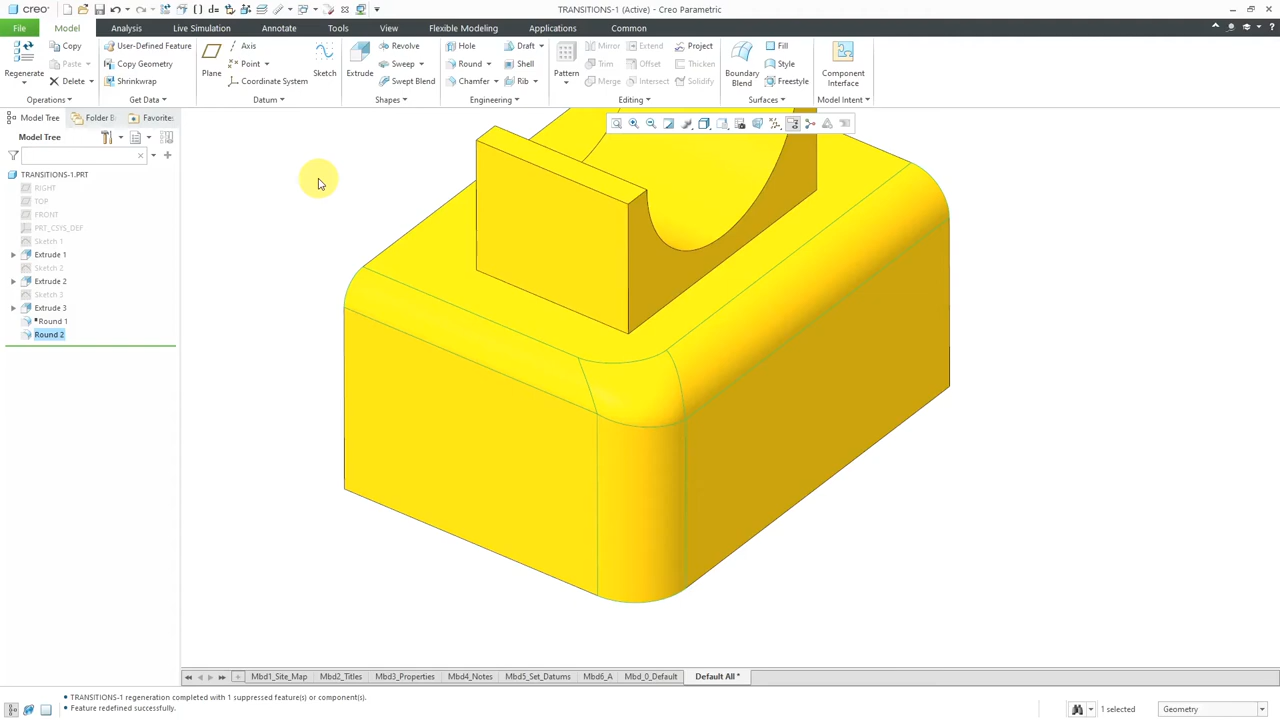 creo
TRANSITIONS-1 (Active) - Creo Parametric
File Model Analysis Live Simulation Annotate Tools View Flexible Modeling Applications Common
Regenerate Copy Paste Delete Operations
User-Defined Feature Copy Geometry Shrinkwrap Get Data
Plane Axis Point Coordinate System Sketch Datum
Extrude Revolve Sweep Swept Blend Shapes
Hole Round Chamfer Draft Shell Rib Engineering
Pattern Mirror Trim Merge Extend Offset Intersect Project Thicken Solidify Editing
Boundary Blend Fill Style Freestyle Surfaces
Component Interface Model Intent
Model Tree Folder B Favorite:
Model Tree
TRANSITIONS-1.PRT
RIGHT
TOP
FRONT
PRT_CSYS_DEF
Sketch 1
Extrude 1
Sketch 2
Extrude 2
Sketch 3
Extrude 3
Round 1
Round 2
Mbd1_Site_Map Mbd2_Titles Mbd3_Properties Mbd4_Notes Mbd5_Set_Datums Mbd6_A Mbd_0_Default Default All *
• TRANSITIONS-1 regeneration completed with 1 suppressed feature(s) or component(s).
• Feature redefined successfully.
1 selected
Geometry